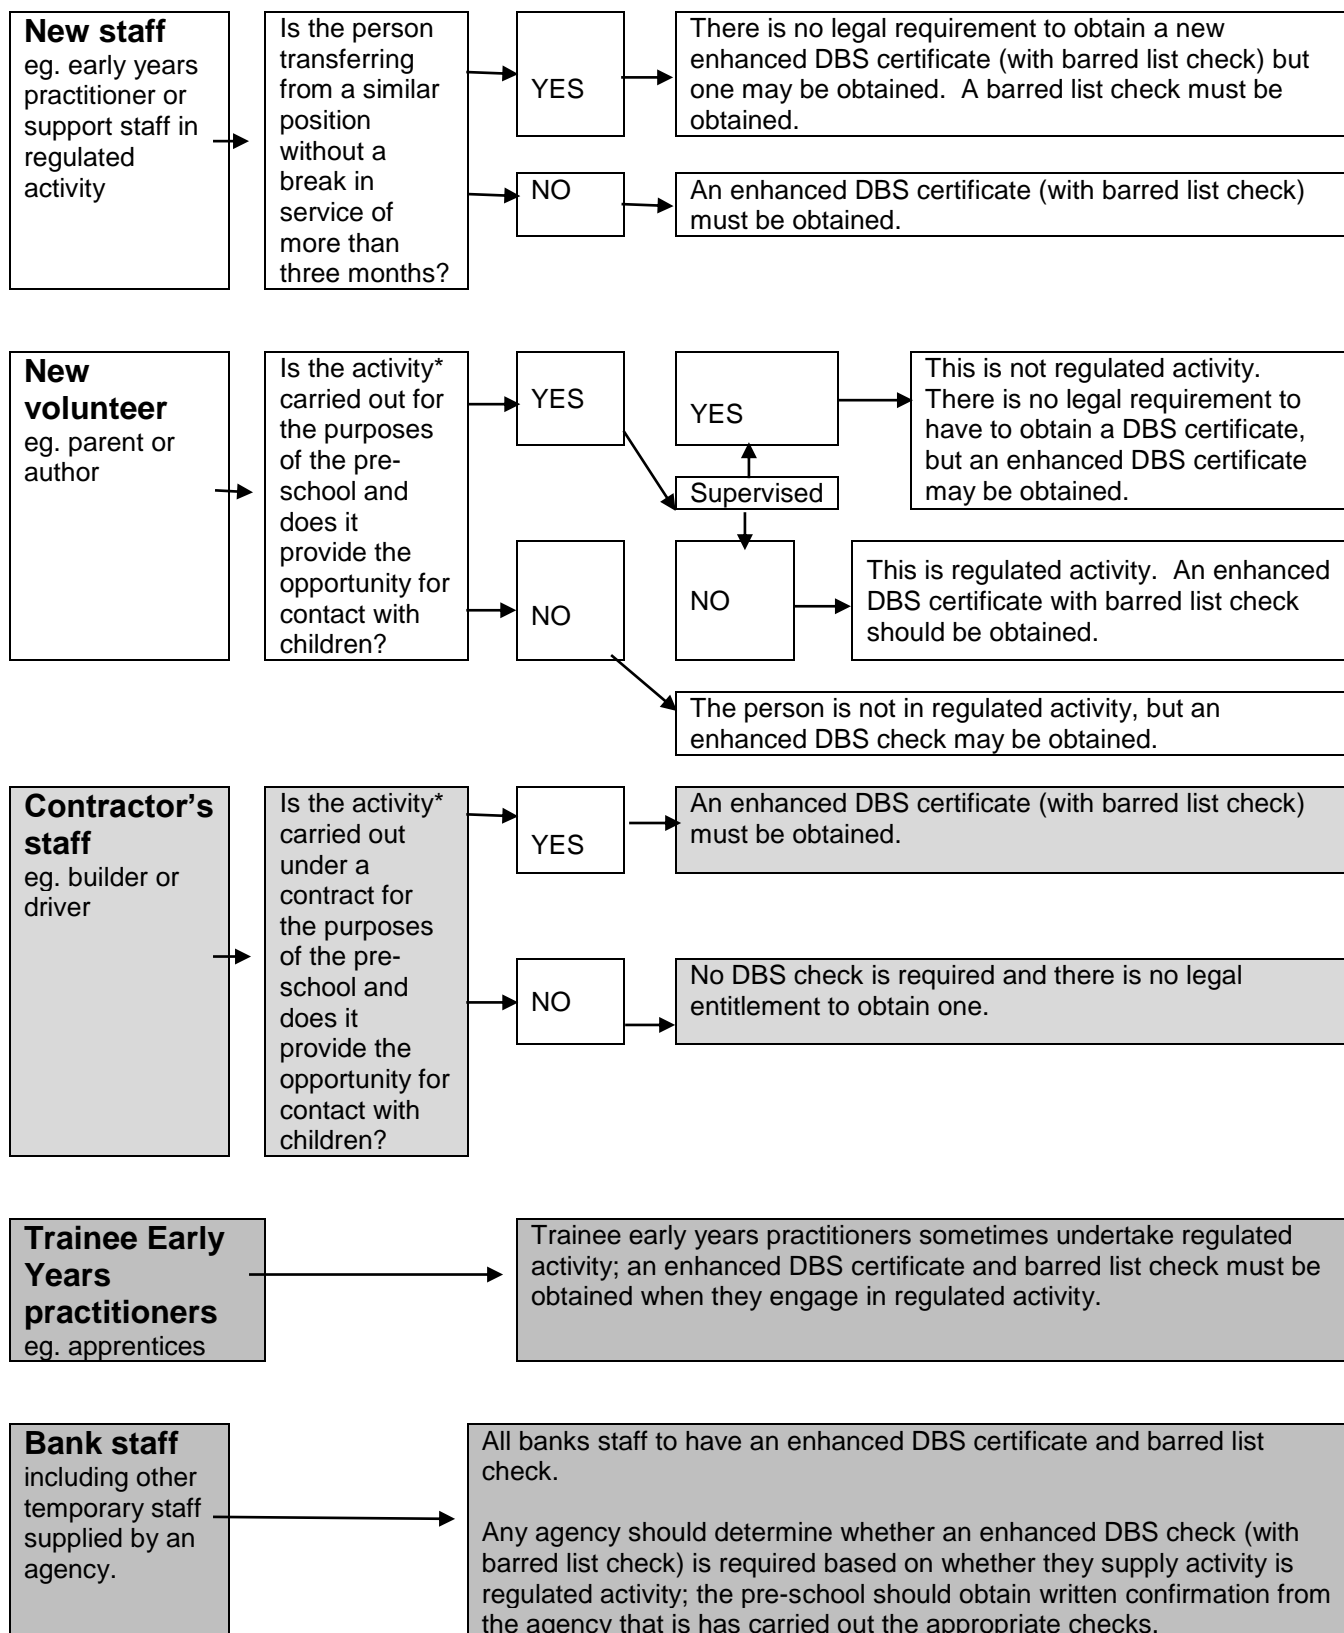 New staff
eg. early years
practitioner or
support staff in
regulated
activity
Is the person
transferring
from a similar
position
without a
break in
service of
more than
three months?
YES
There is no legal requirement to obtain a new
enhanced DBS certificate (with barred list check) but
one may be obtained.  A barred list check must be
obtained.
NO
An enhanced DBS certificate (with barred list check)
must be obtained.
New
volunteer
eg. parent or
author
Is the activity*
carried out for
the purposes
of the pre-
school and
does it
provide the
opportunity for
contact with
children?
YES
Supervised
YES
This is not regulated activity.
There is no legal requirement to
have to obtain a DBS certificate,
but an enhanced DBS certificate
may be obtained.
NO
This is regulated activity.  An enhanced
DBS certificate with barred list check
should be obtained.
NO
The person is not in regulated activity, but an
enhanced DBS check may be obtained.
Contractor's
staff
eg. builder or
driver
Is the activity*
carried out
under a
contract for
the purposes
of the pre-
school and
does it
provide the
opportunity for
contact with
children?
YES
An enhanced DBS certificate (with barred list check)
must be obtained.
NO
No DBS check is required and there is no legal
entitlement to obtain one.
Trainee Early
Years
practitioners
eg. apprentices
Trainee early years practitioners sometimes undertake regulated
activity; an enhanced DBS certificate and barred list check must be
obtained when they engage in regulated activity.
Bank staff
including other
temporary staff
supplied by an
agency.
All banks staff to have an enhanced DBS certificate and barred list
check.
Any agency should determine whether an enhanced DBS check (with
barred list check) is required based on whether they supply activity is
regulated activity; the pre-school should obtain written confirmation from
the agency that is has carried out the appropriate checks.